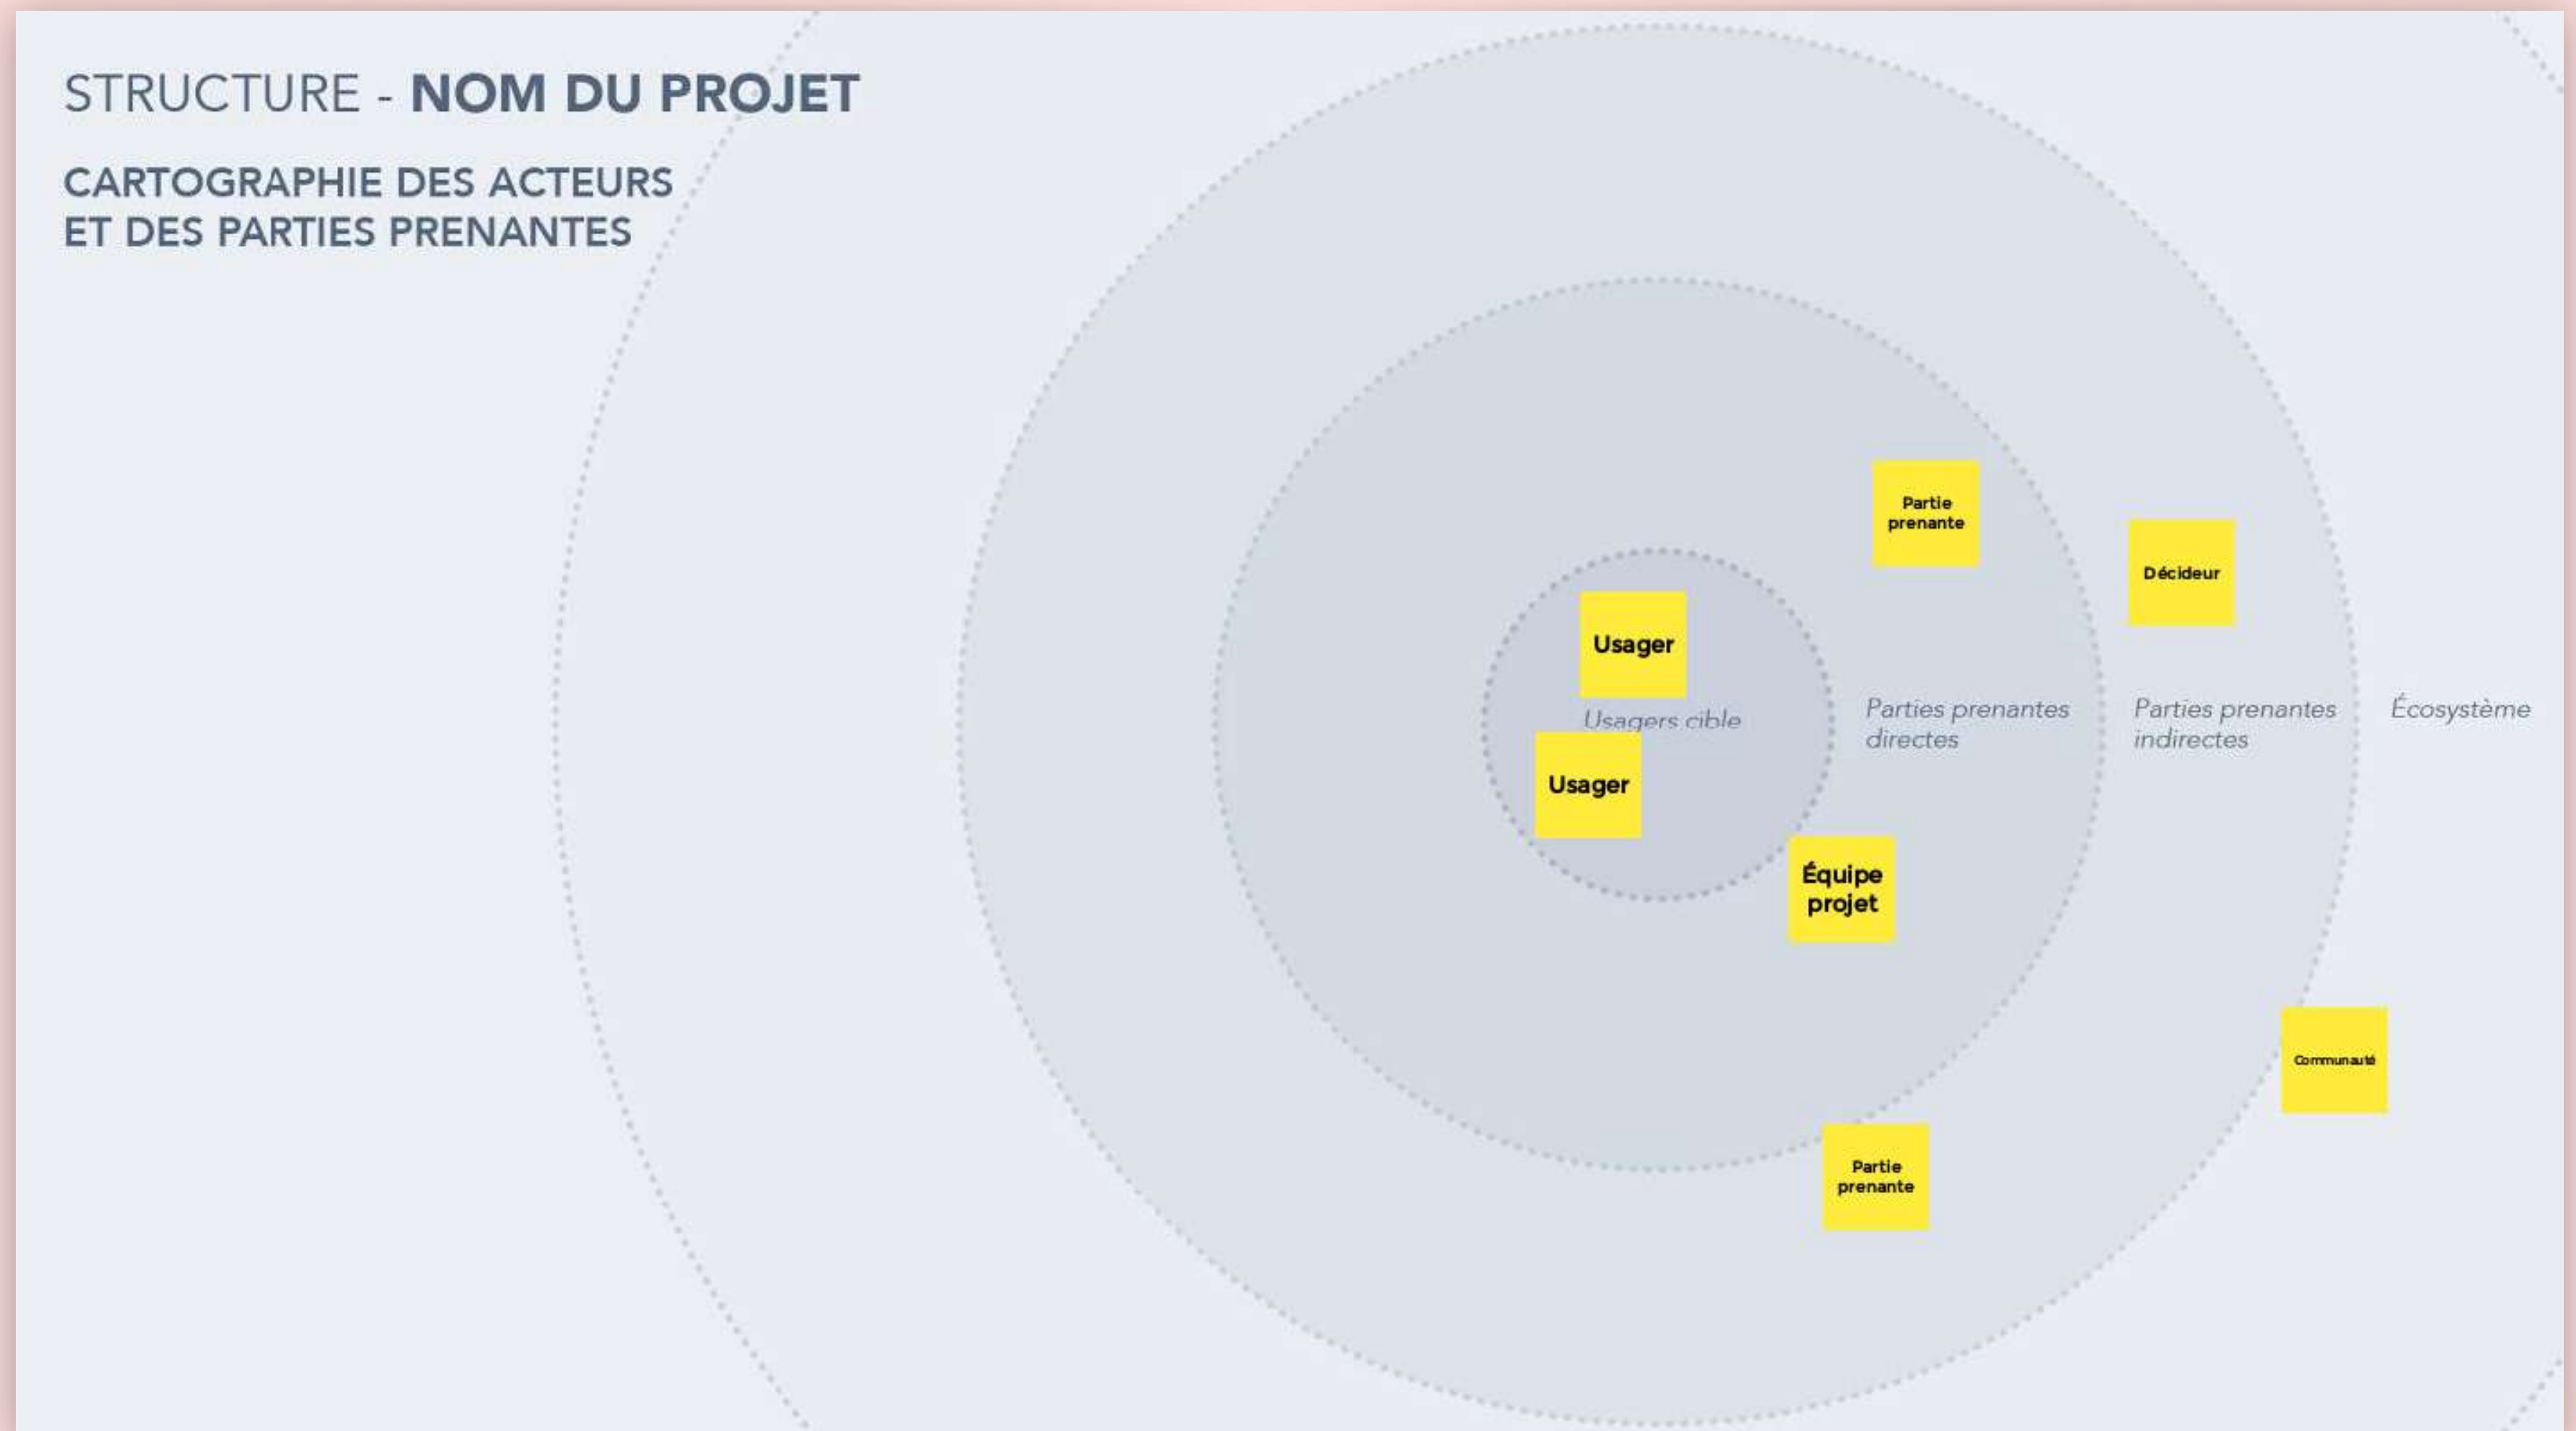 STRUCTURE - NOM DU PROJET
CARTOGRAPHIE DES ACTEURS
ET DES PARTIES PRENANTES
Partie
prenante
Décideur
Usager
Usagers cible
Parties prenantes
directes
Parties prenantes
indirectes
Écosystème
Usager
Équipe
projet
Communauté
Partie
prenante